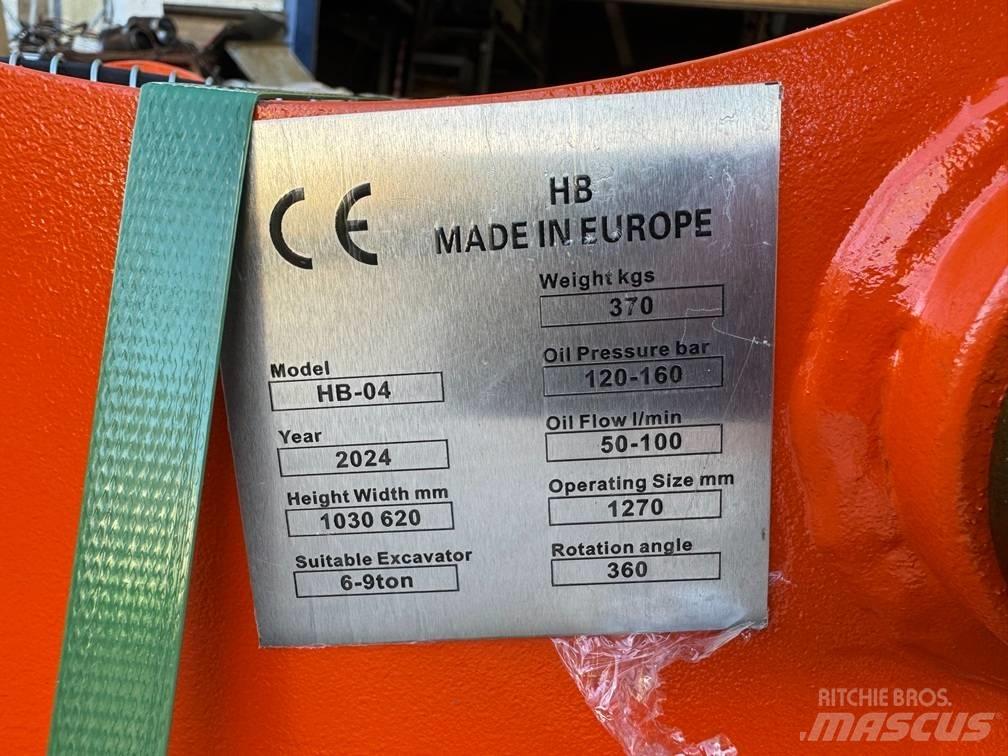 CE
HB
MADE IN EUROPE
Weight kgs
370
Model
HB-04
Oil Pressure bar
120-160
Year
2024
Oil Flow l/min
50-100
Height Width mm
1030 620
Operating Size mm
1270
Suitable Excavator
6-9ton
Rotation angle
360
RITCHIE BROS.
MASCUS